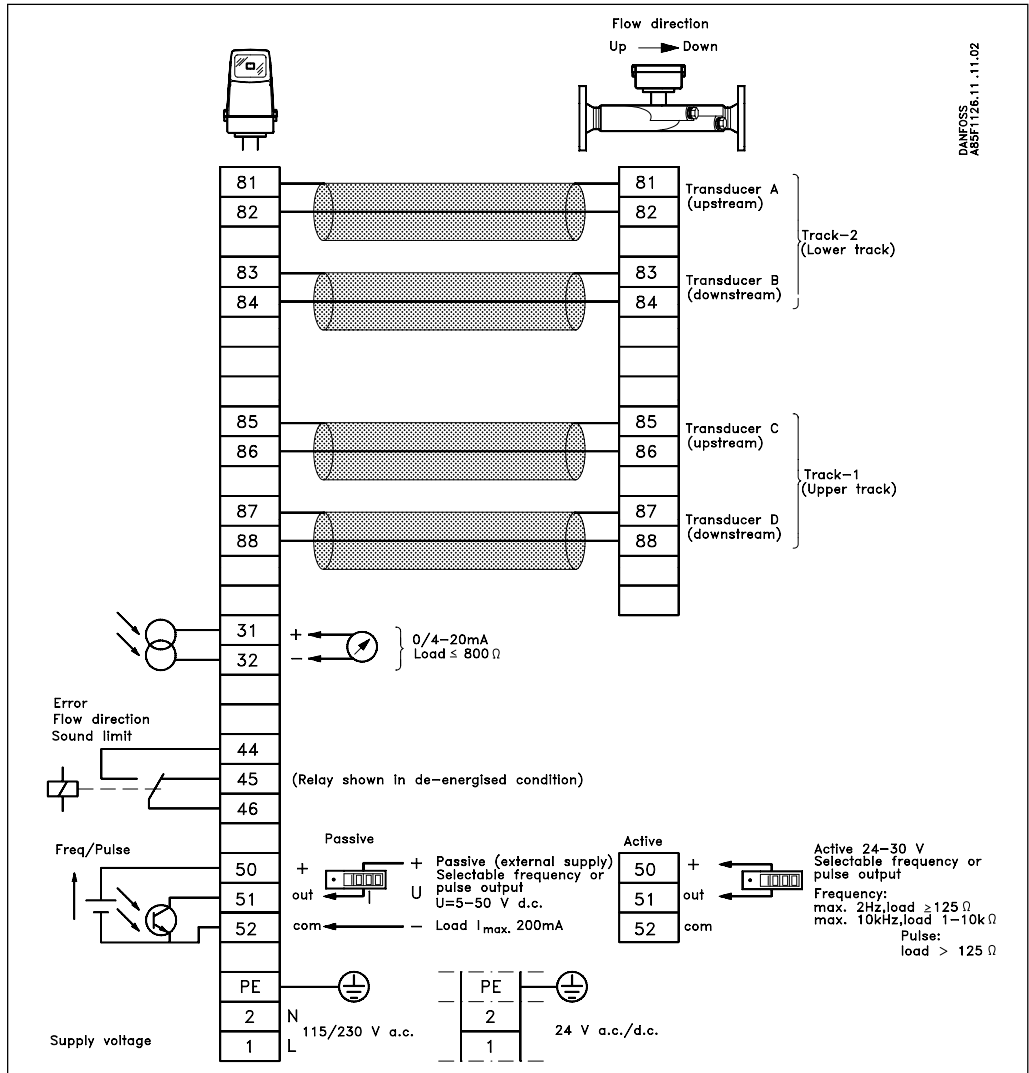 Flow direction
Up Down
DANFOSS
A85F1126.11.11.02
81 81 Transducer A
(upstream)
82 82
Track-2
(Lower track)
83 83 Transducer B
(downstream)
84 84
85 85 Transducer C
(upstream)
86 86
Track-1
(Upper track)
87 87 Transducer D
(downstream)
88 88
31 +
32 -
0/4-20mA
Load ≤ 800 Ω
Error
Flow direction
Sound limit
44
45 (Relay shown in de-energised condition)
46
Freq/Pulse
Passive
50 +
51 out I
52 com
+ Passive (external supply)
Selectable frequency or
pulse output
U U=5-50 V d.c.
- Load Imax. 200mA
Active
50 +
51 out
52 com
Active 24-30 V
Selectable frequency or
pulse output
Frequency:
max. 2Hz,load ≥125 Ω
max. 10kHz,load 1-10k Ω
Pulse:
load > 125 Ω
PE PE
2 N 2
115/230 V a.c. 24 V a.c./d.c.
Supply voltage
1 L 1